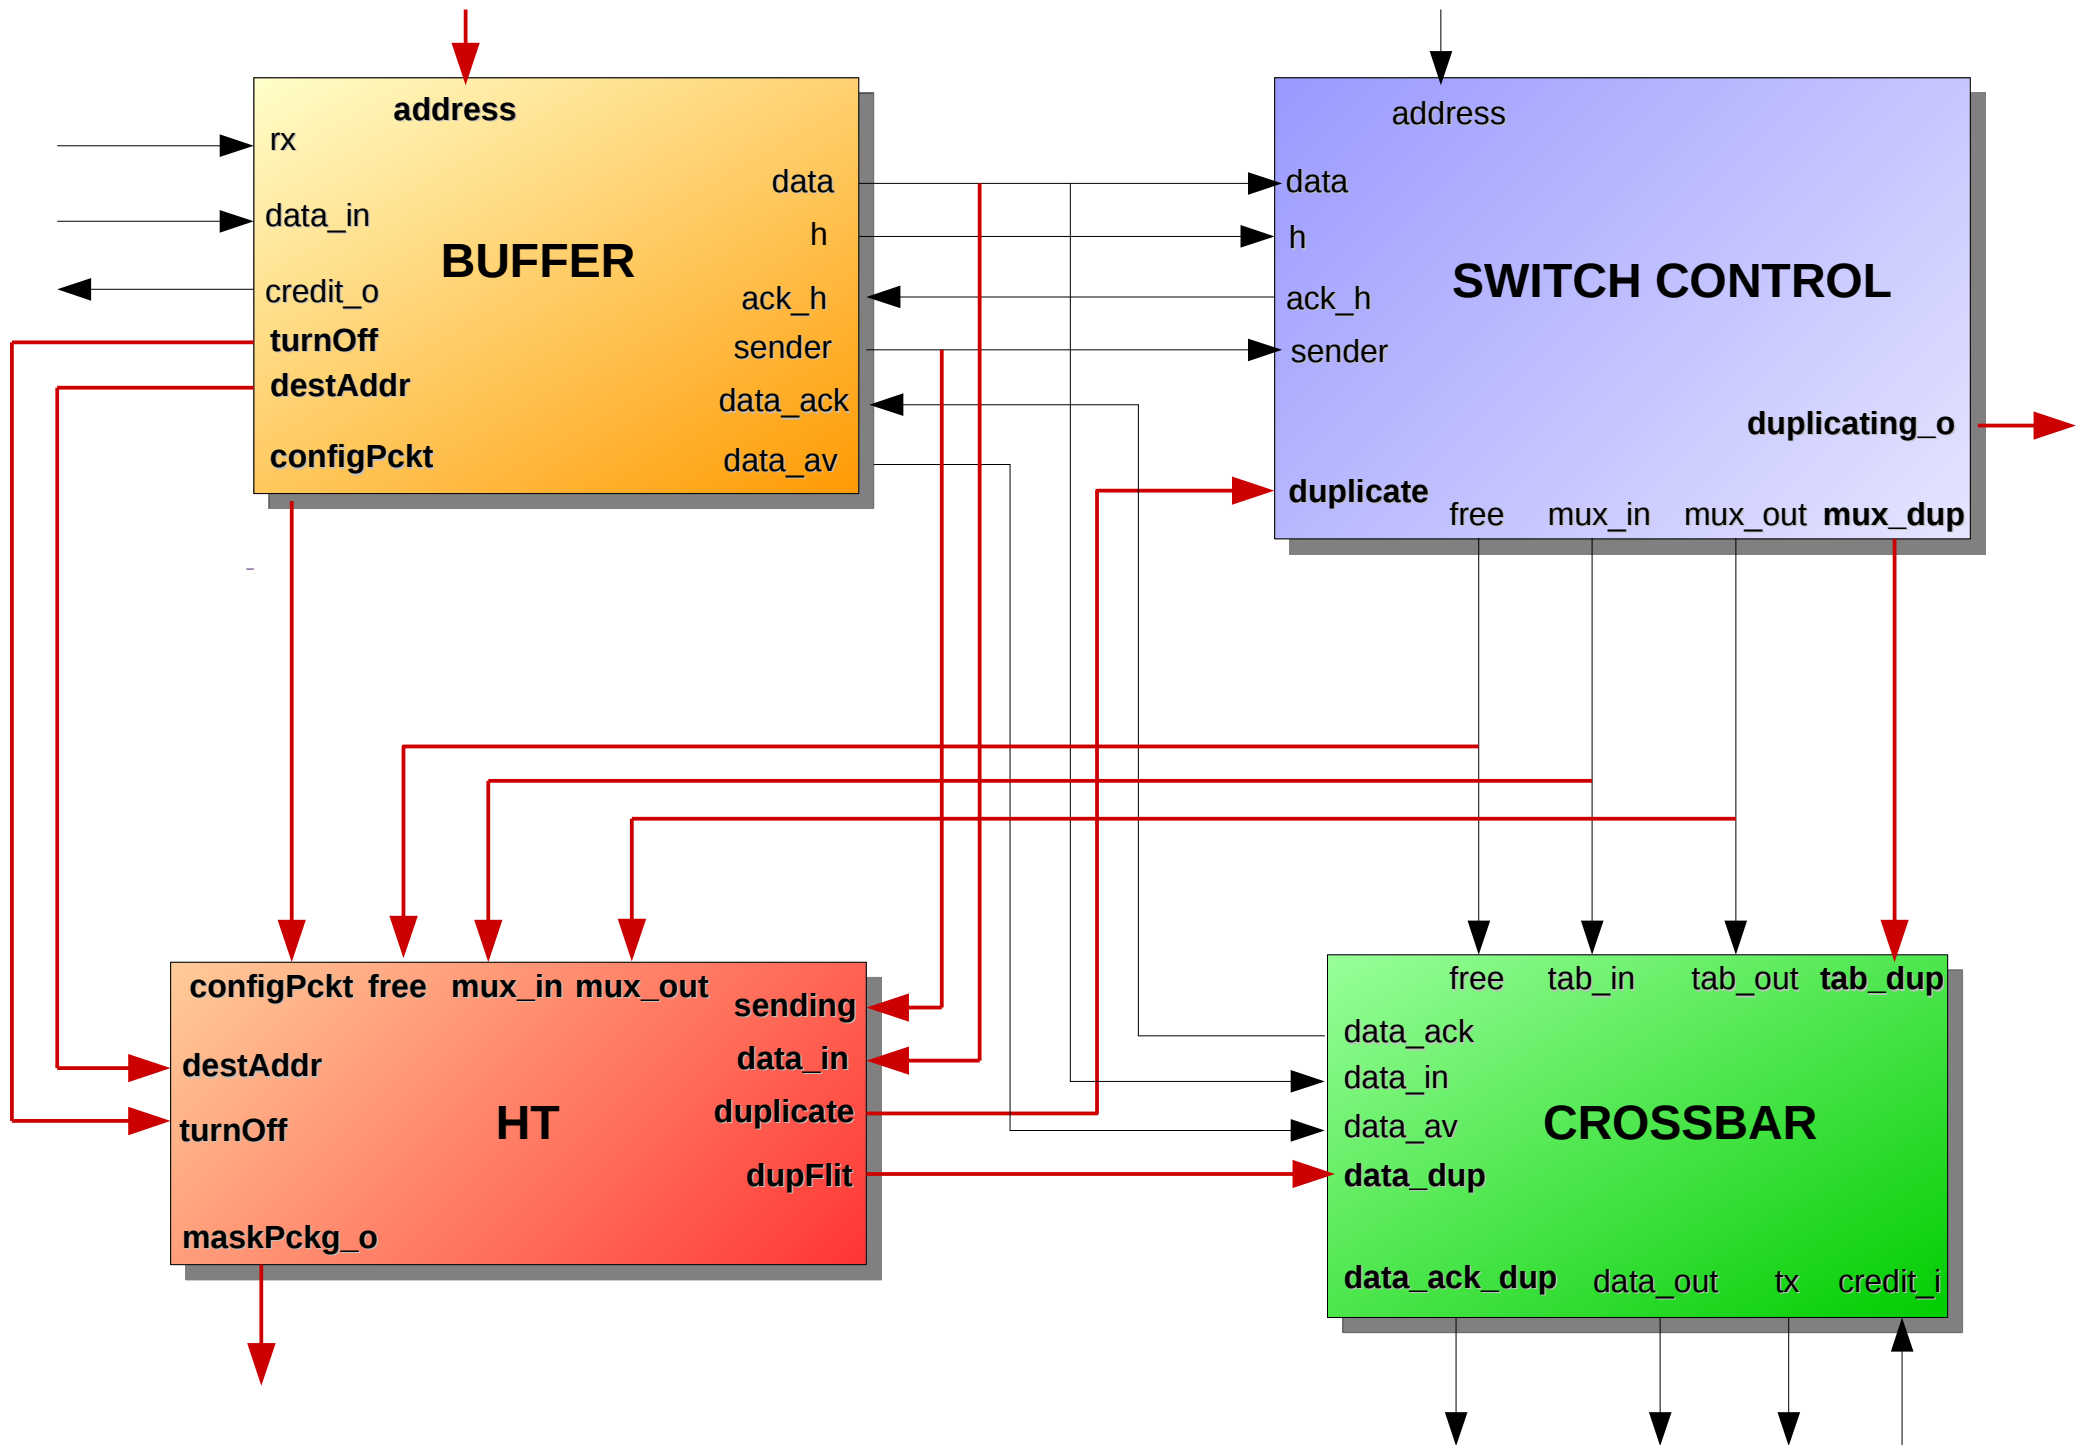 address
rx
data_in
credit_o
turnOff
destAddr
configPckt
BUFFER
data
h
ack_h
sender
data_ack
data_av
address
data
h
ack_h
sender
SWITCH CONTROL
duplicating_o
duplicate
free
mux_in
mux_out
mux_dup
configPckt
free
mux_in
mux_out
sending
data_in
duplicate
dupFlit
destAddr
turnOff
HT
maskPckg_o
free
tab_in
tab_out
tab_dup
data_ack
data_in
data_av
data_dup
CROSSBAR
data_ack_dup
data_out
tx
credit_i